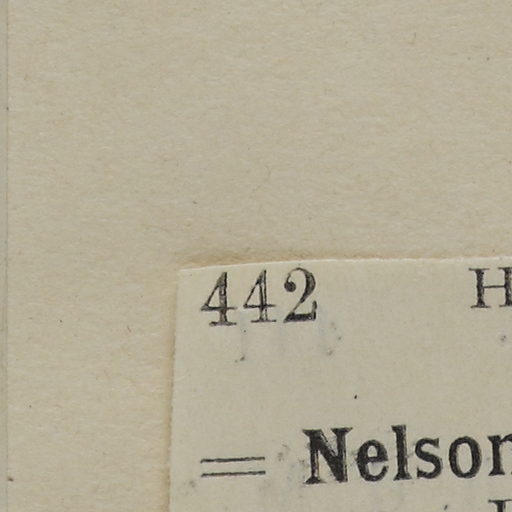 442 H
= Nelson